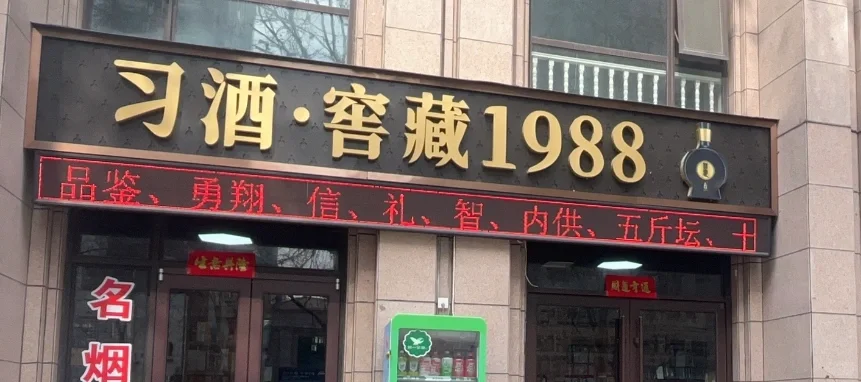 习酒·窖藏1988
品鉴、勇翔、信、礼、智、内供、五斤坛、十
名
烟